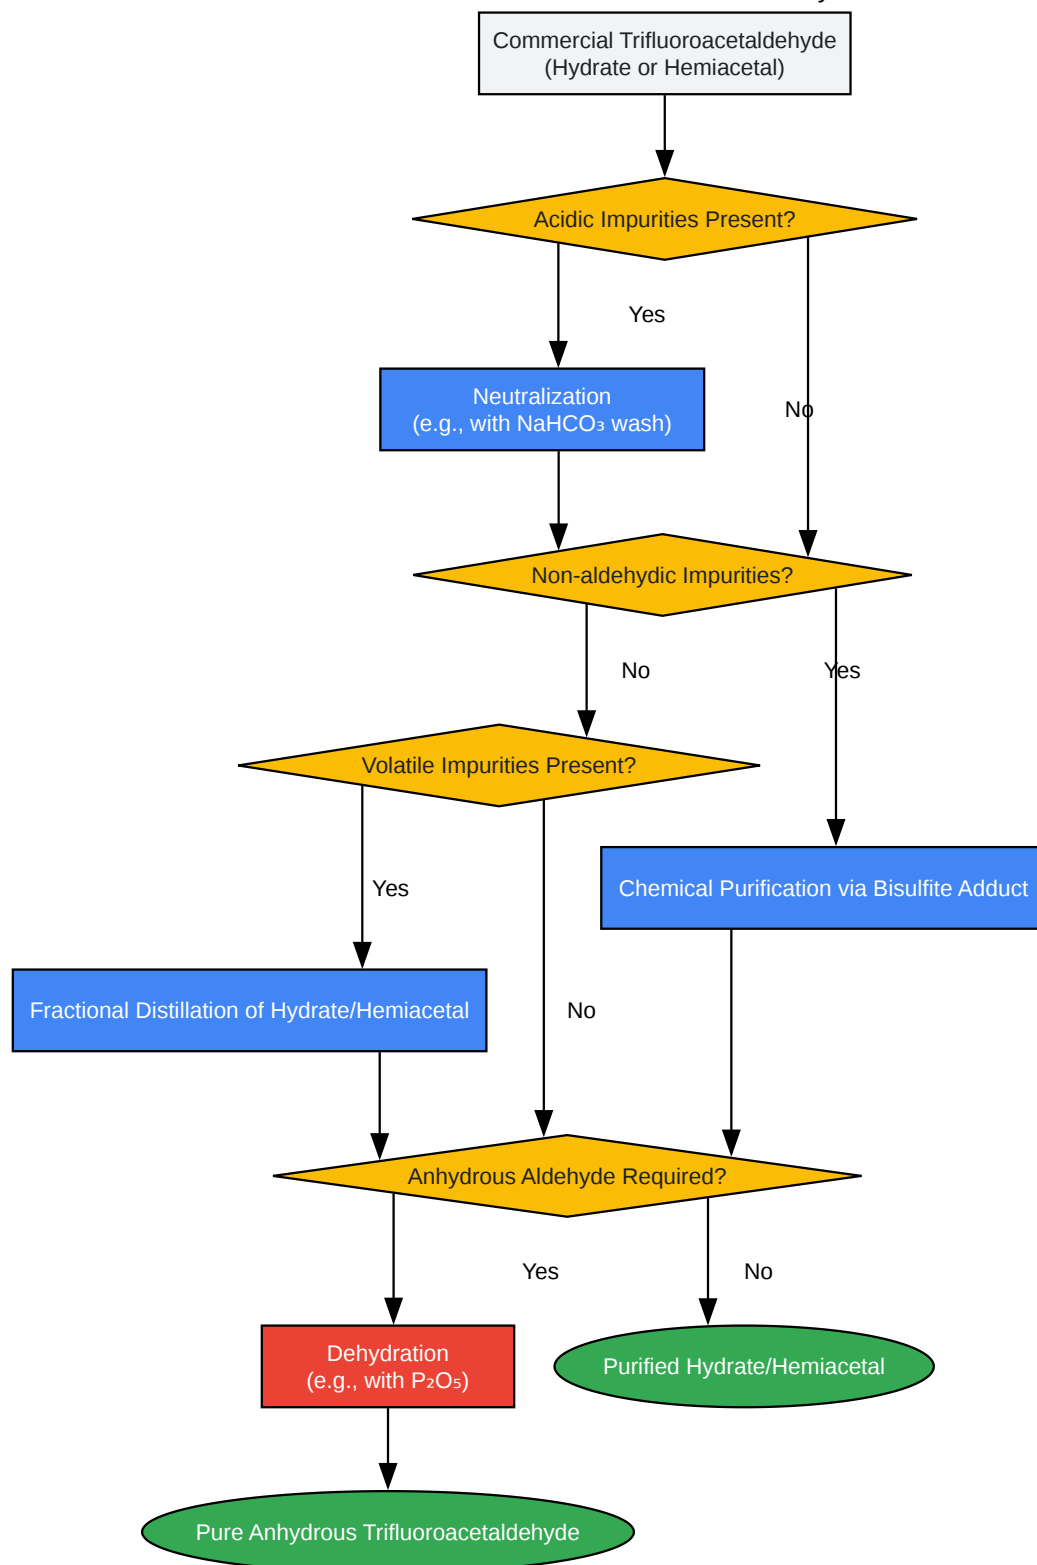 Commercial Trifluoroacetaldehyde
(Hydrate or Hemiacetal)
Acidic Impurities Present?
Yes
Neutralization
(e.g., with NaHCO₃ wash)
No
Non-aldehydic Impurities?
No
Yes
Volatile Impurities Present?
Yes
Chemical Purification via Bisulfite Adduct
Fractional Distillation of Hydrate/Hemiacetal
No
Anhydrous Aldehyde Required?
Yes
No
Dehydration
(e.g., with P₂O₅)
Purified Hydrate/Hemiacetal
Pure Anhydrous Trifluoroacetaldehyde